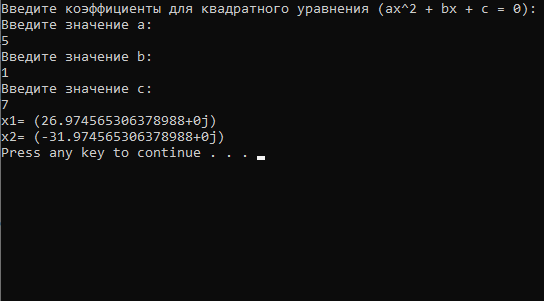 Введите коэффициенты для квадратного уравнения (ax^2 + bx + c = 0):
Введите значение a:
5
Введите значение b:
1
Введите значение c:
7
x1= (26.974565306378988+0j)
x2= (-31.974565306378988+0j)
Press any key to continue . . .